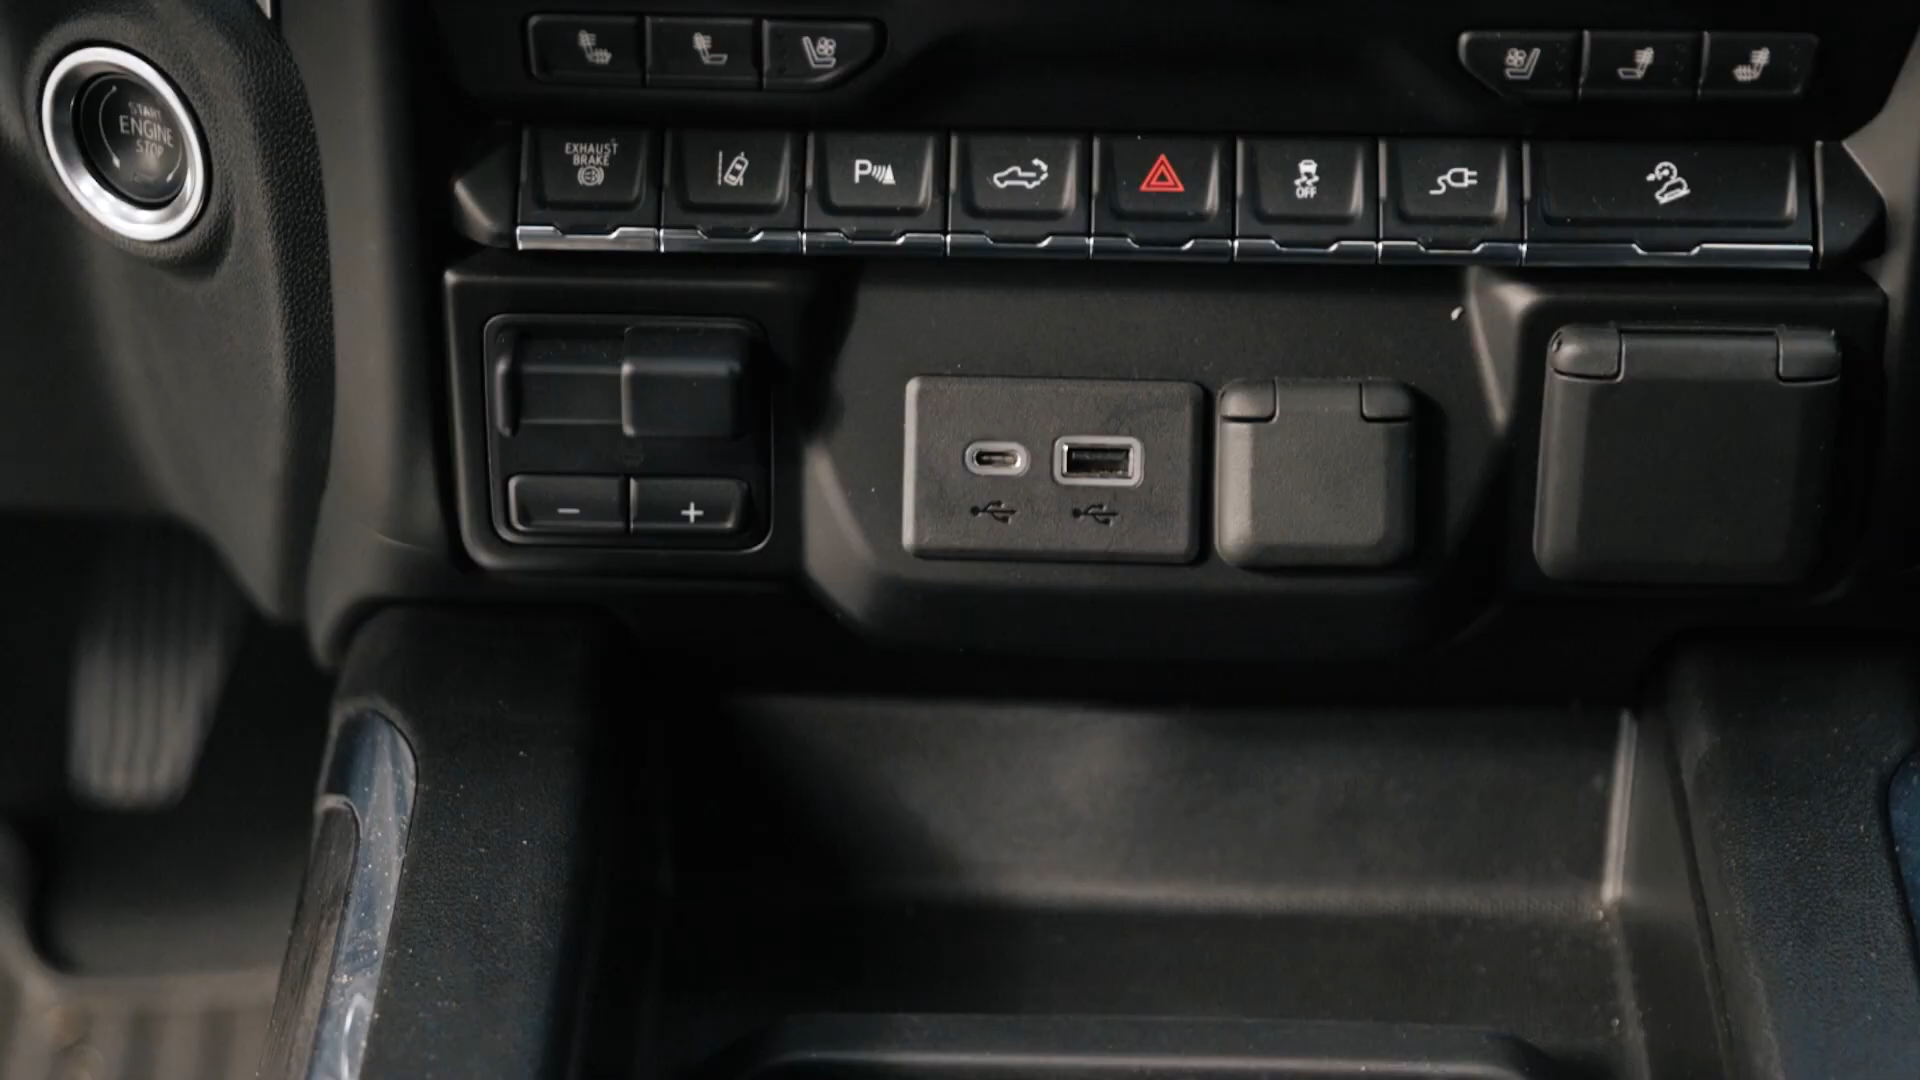 START
ENGINE
STOP
EXHAUST
BRAKE
P
OFF
- +